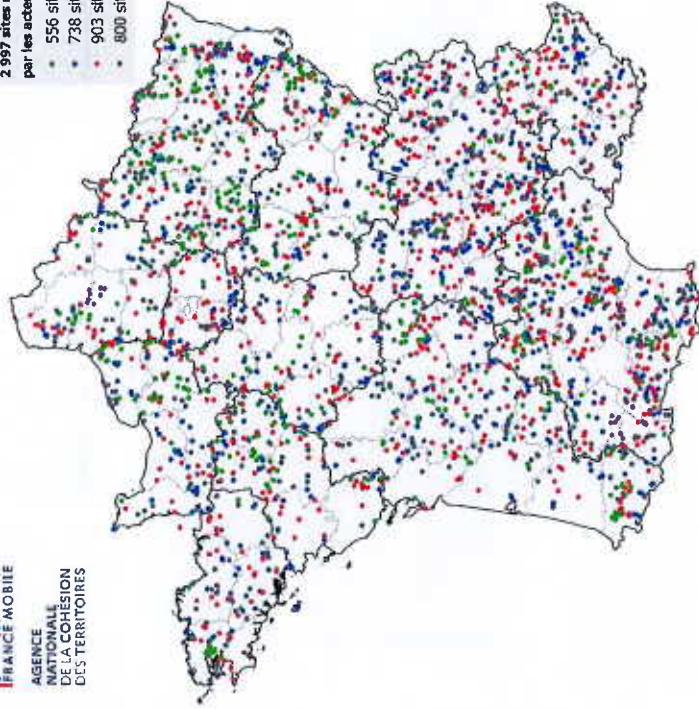 FRANCE MOBILE
AGENCE
NATIONALE
DE LA COHÉSION
DES TERRITOIRES
2 997 sites
par les acte
556 si
738 si
903 si
800 si